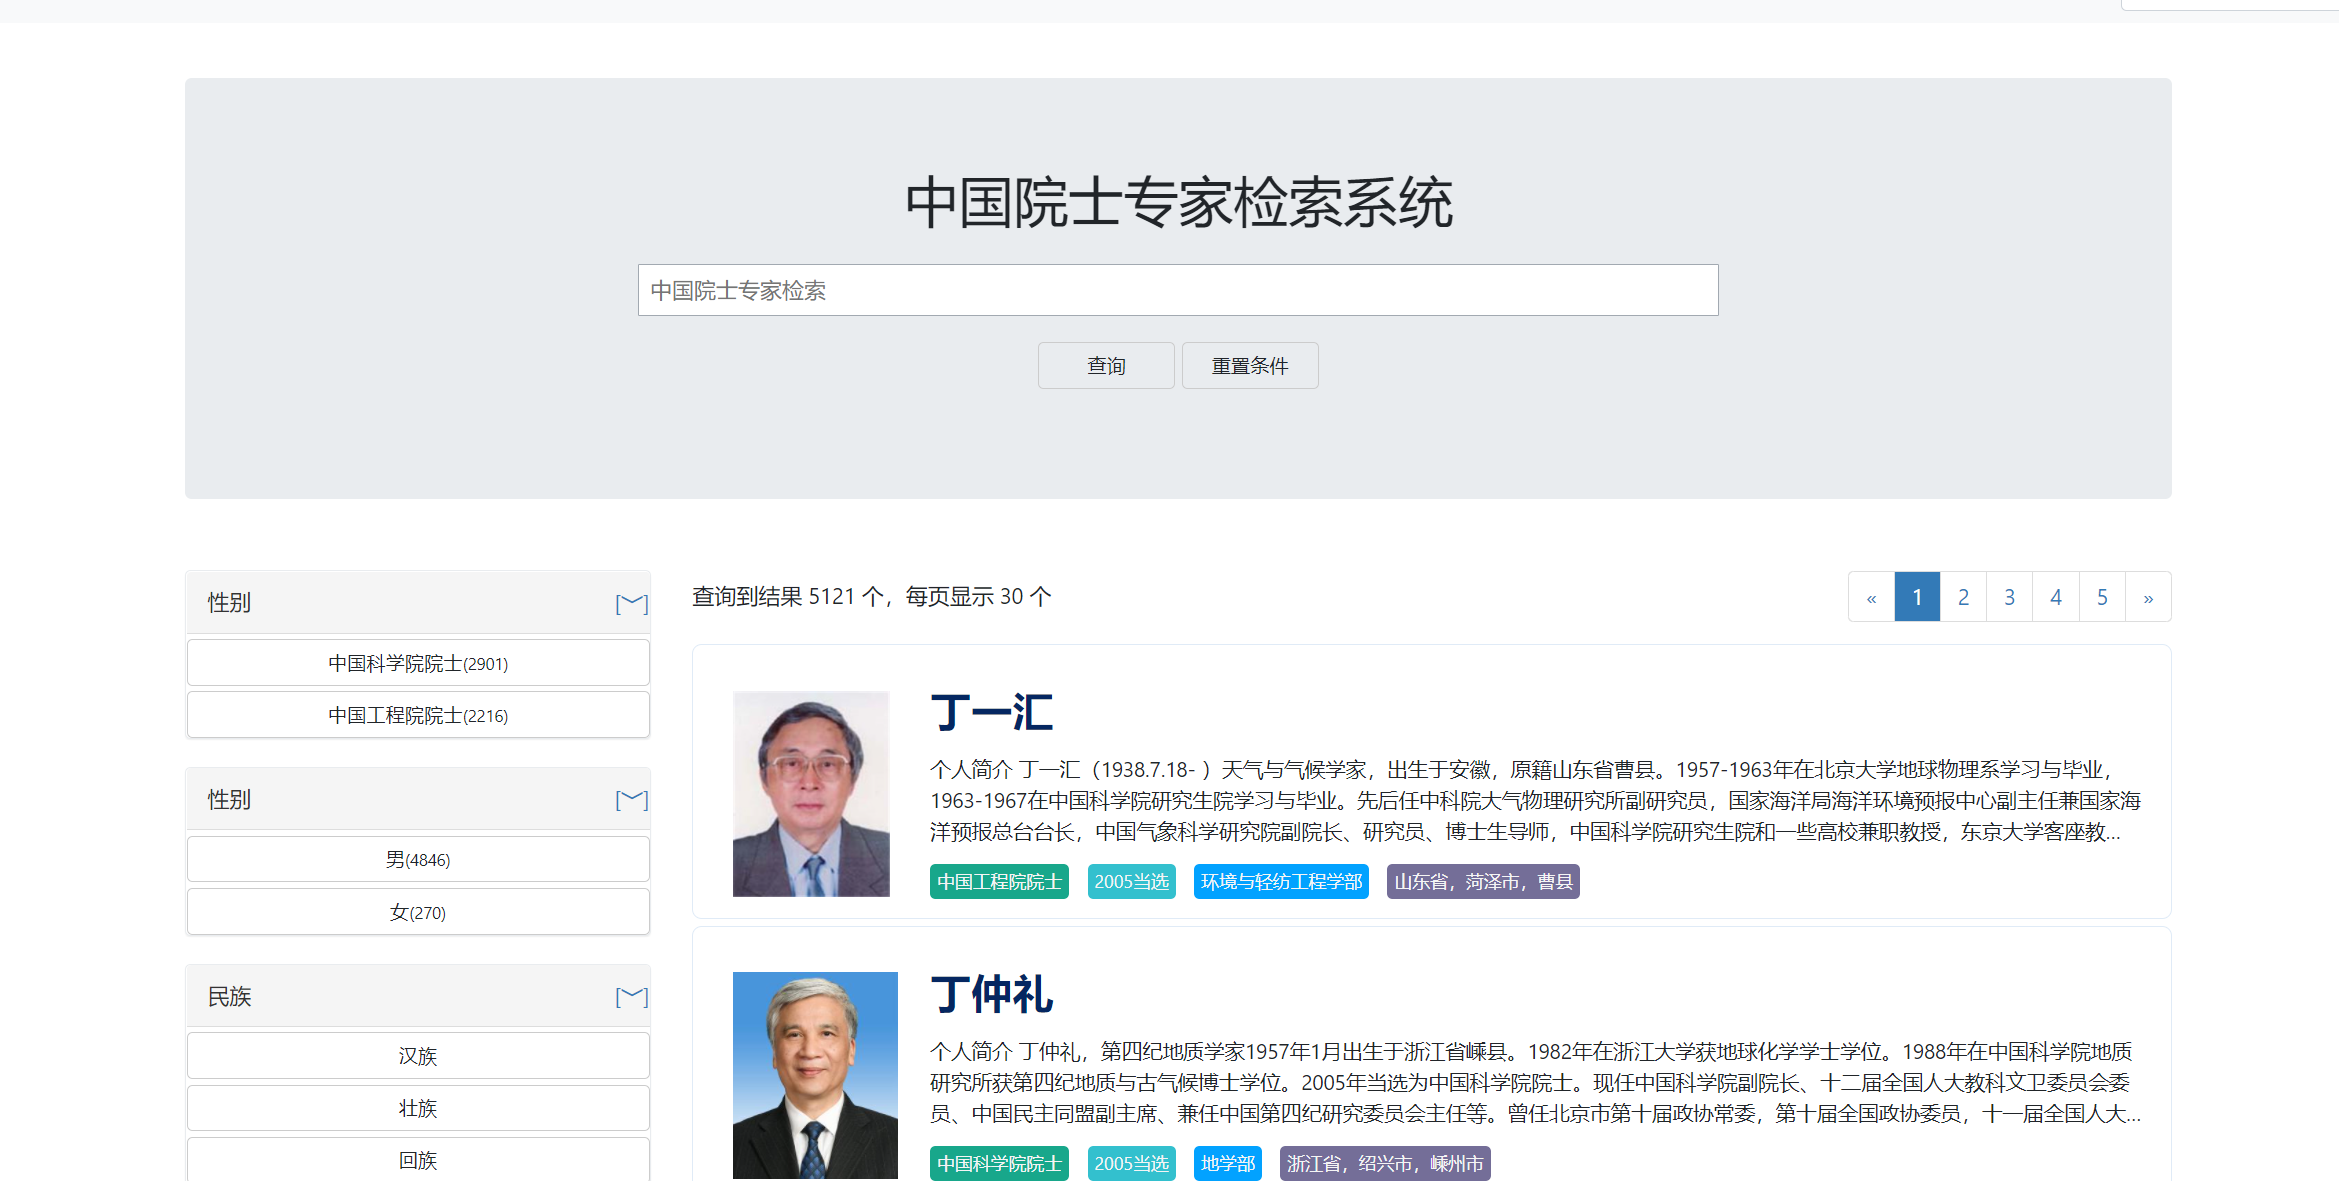 中国院士专家检索系统
中国院士专家检索
查询 重置条件
性别 [﹀]
中国科学院院士(2901)
中国工程院院士(2216)
性别 [﹀]
男(4846)
女(270)
民族 [﹀]
汉族
壮族
回族
查询到结果 5121 个，每页显示 30 个
« 1 2 3 4 5 »
丁一汇
个人简介 丁一汇（1938.7.18- ）天气与气候学家，出生于安徽，原籍山东省曹县。1957-1963年在北京大学地球物理系学习与毕业，
1963-1967在中国科学院研究生院学习与毕业。先后任中科院大气物理研究所副研究员，国家海洋局海洋环境预报中心副主任兼国家海
洋预报总台台长，中国气象科学研究院副院长、研究员、博士生导师，中国科学院研究生院和一些高校兼职教授，东京大学客座教...
中国工程院院士 2005当选 环境与轻纺工程学部 山东省，菏泽市，曹县
丁仲礼
个人简介 丁仲礼，第四纪地质学家1957年1月出生于浙江省嵊县。1982年在浙江大学获地球化学学士学位。1988年在中国科学院地质
研究所获第四纪地质与古气候博士学位。2005年当选为中国科学院院士。现任中国科学院副院长、十二届全国人大教科文卫委员会委
员、中国民主同盟副主席、兼任中国第四纪研究委员会主任等。曾任北京市第十届政协常委，第十届全国政协委员，十一届全国人大...
中国科学院院士 2005当选 地学部 浙江省，绍兴市，嵊州市